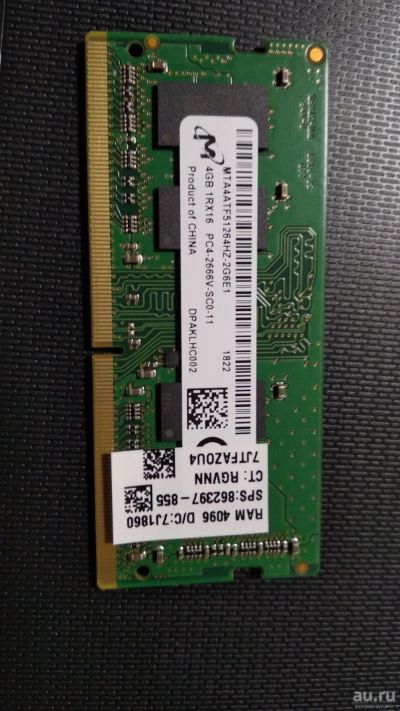 MTA4ATF51264HZ-2G6E1
4GB 1RX16 PC4-2666V-SC0-11
Product of CHINA
DPAKLHC002
1822
RAM 4096 D/C:7J1860
SPS:862397-855
CT: RGVNN
7JTFAZOU4
au.ru